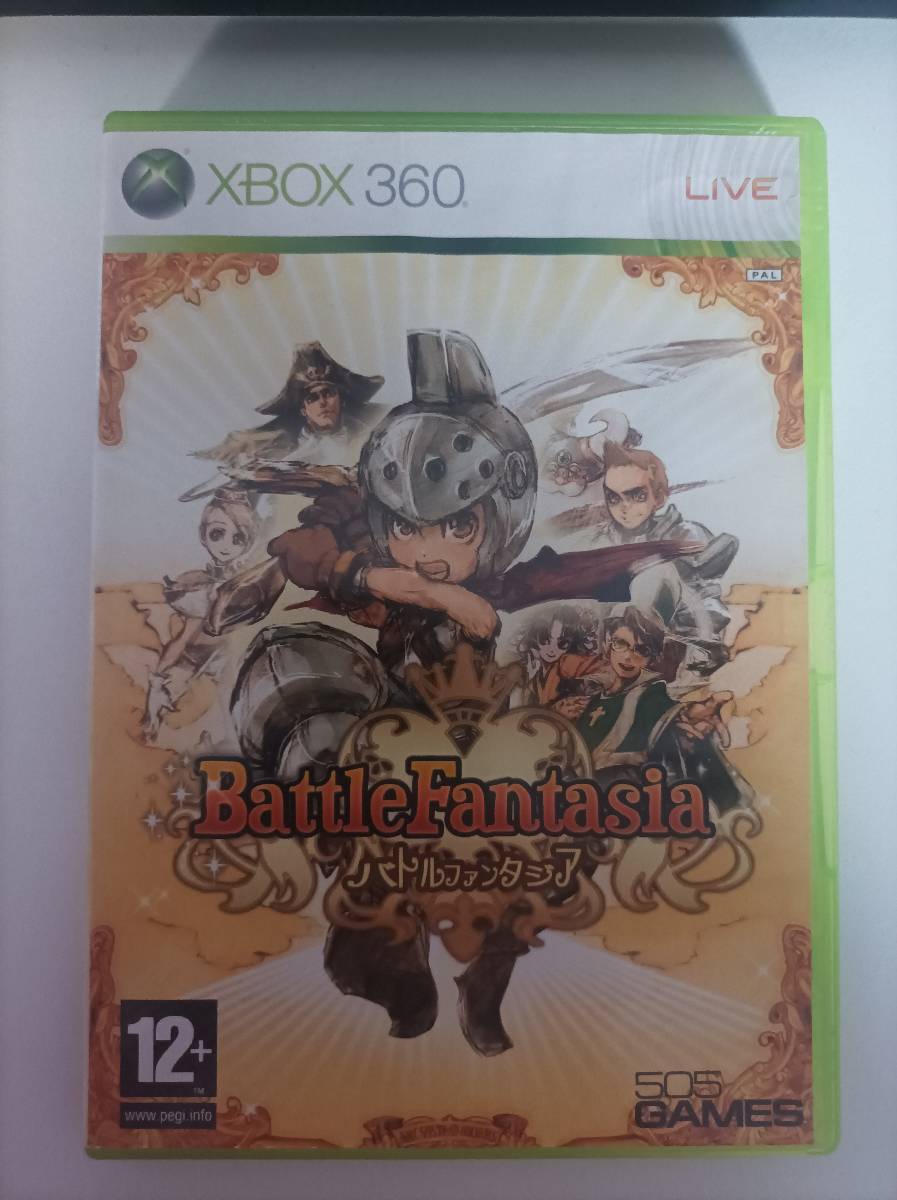 XBOX 360
LIVE
PAL
BattleFantasia
バトルファンタジア
12+
www.pegi.info
505
GAMES